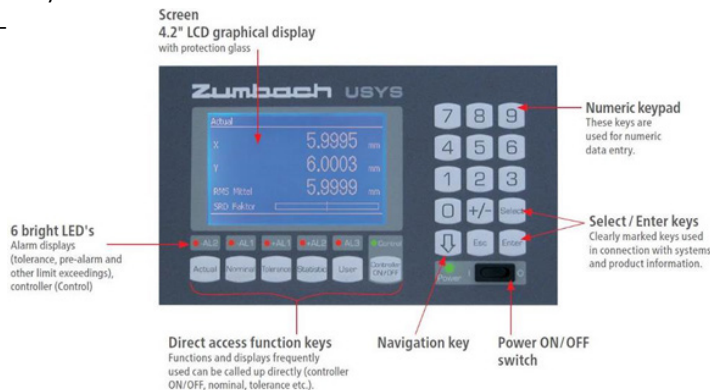 Screen
4.2" LCD graphical display
with protection glass
Zumbach USYS
Actual
X 5.9995 mm
Y 6.0003 mm
RMS Mittel 5.9999 mm
SRD Faktor
7 8 9
4 5 6
1 2 3
0 +/- Select
Esc Enter
Power I O
-AL2 -AL1 +AL1 +AL2 AL3 Control
Actual Nominal Tolerance Statistic User Controller
ON/OFF
Numeric keypad
These keys are
used for numeric
data entry.
Select / Enter keys
Clearly marked keys used
in connection with systems
and product information.
6 bright LED's
Alarm displays
(tolerance, pre-alarm and
other limit exceedings),
controller (Control)
Direct access function keys
Functions and displays frequently
used can be called up directly (controller
ON/OFF, nominal, tolerance etc.).
Navigation key
Power ON/OFF
switch